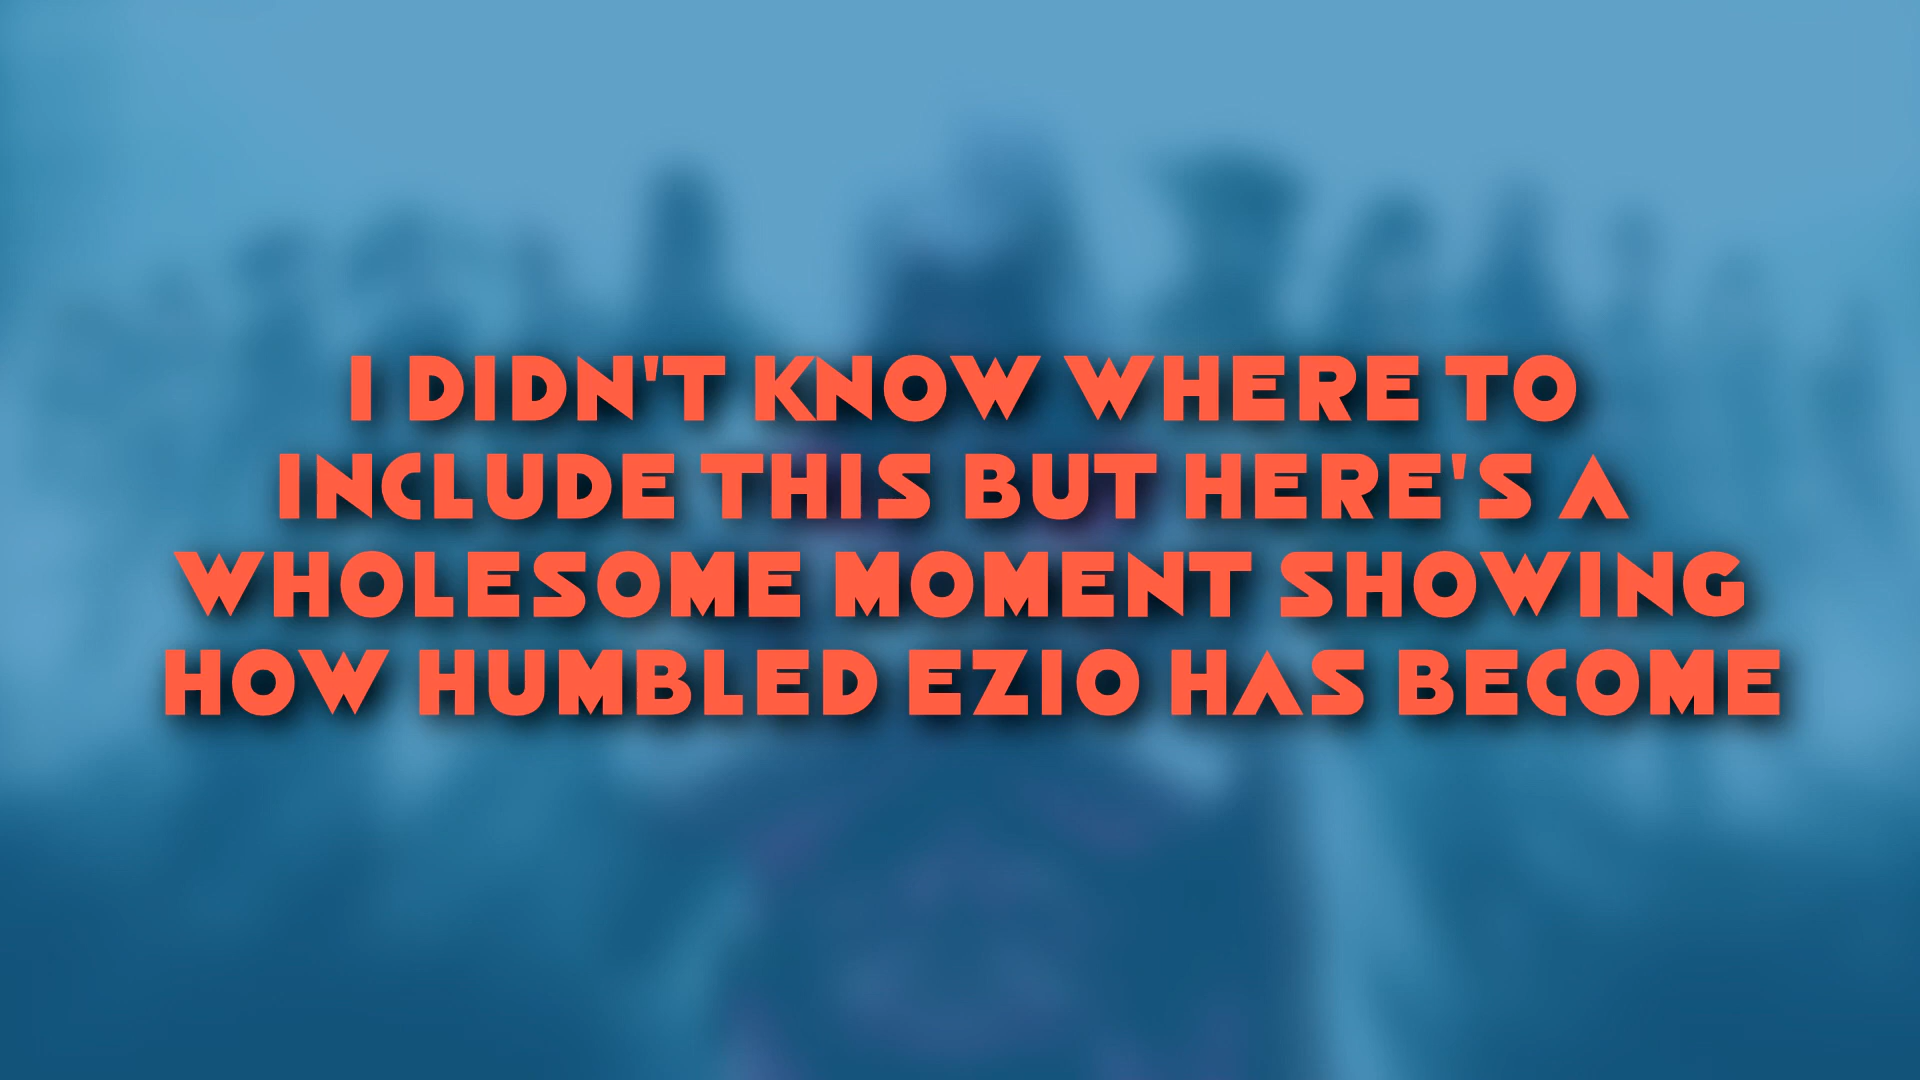 I DIDN'T KNOW WHERE TO
INCLUDE THIS BUT HERE'S A
WHOLESOME MOMENT SHOWING
HOW HUMBLED EZIO HAS BECOME